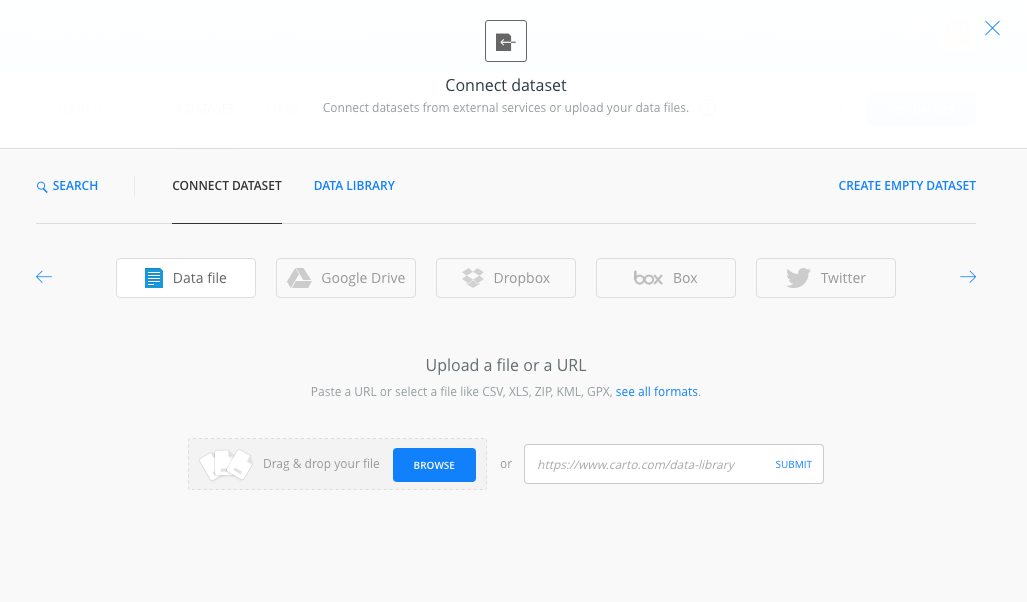 Connect dataset
Connect datasets from external services or upload your data files.
SEARCH
CONNECT DATASET
DATA LIBRARY
CREATE EMPTY DATASET
Data file
Google Drive
Dropbox
box Box
Twitter
Upload a file or a URL
Paste a URL or select a file like CSV, XLS, ZIP, KML, GPX, see all formats.
Drag & drop your file
BROWSE
or
https://www.carto.com/data-library
SUBMIT